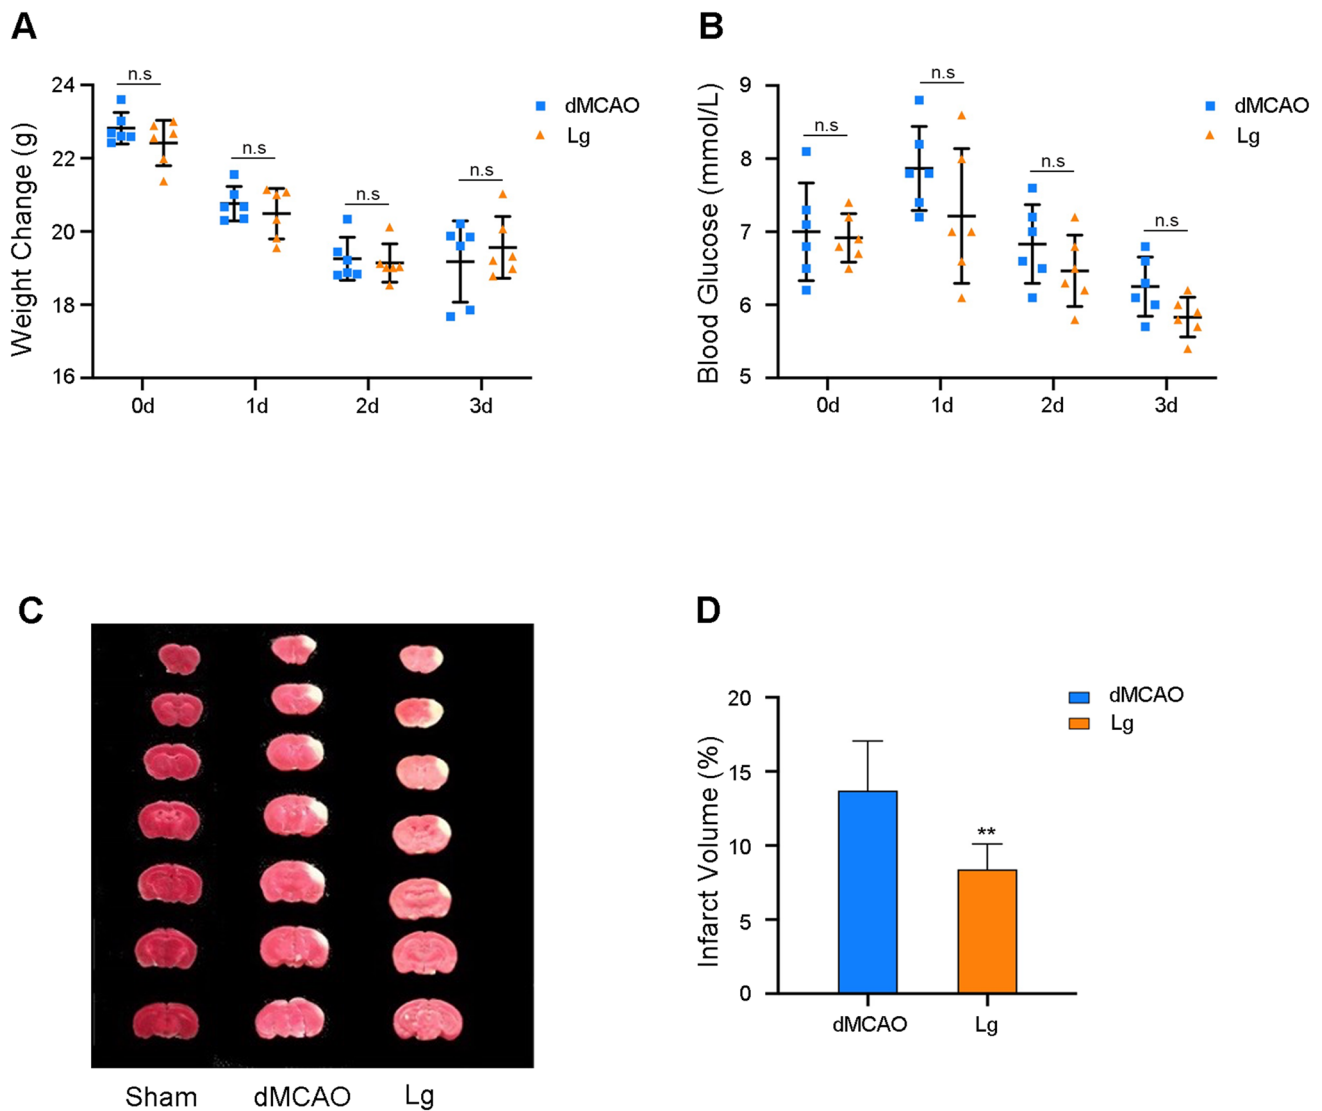 A
Weight Change (g)
24
22
20
18
16
n.s
n.s
n.s
n.s
0d
1d
2d
3d
dMCAO
Lg
B
Blood Glucose (mmol/L)
9
8
7
6
5
n.s
n.s
n.s
n.s
0d
1d
2d
3d
dMCAO
Lg
C
Sham
dMCAO
Lg
D
Infarct Volume (%)
20
15
10
5
0
**
dMCAO
Lg
dMCAO
Lg